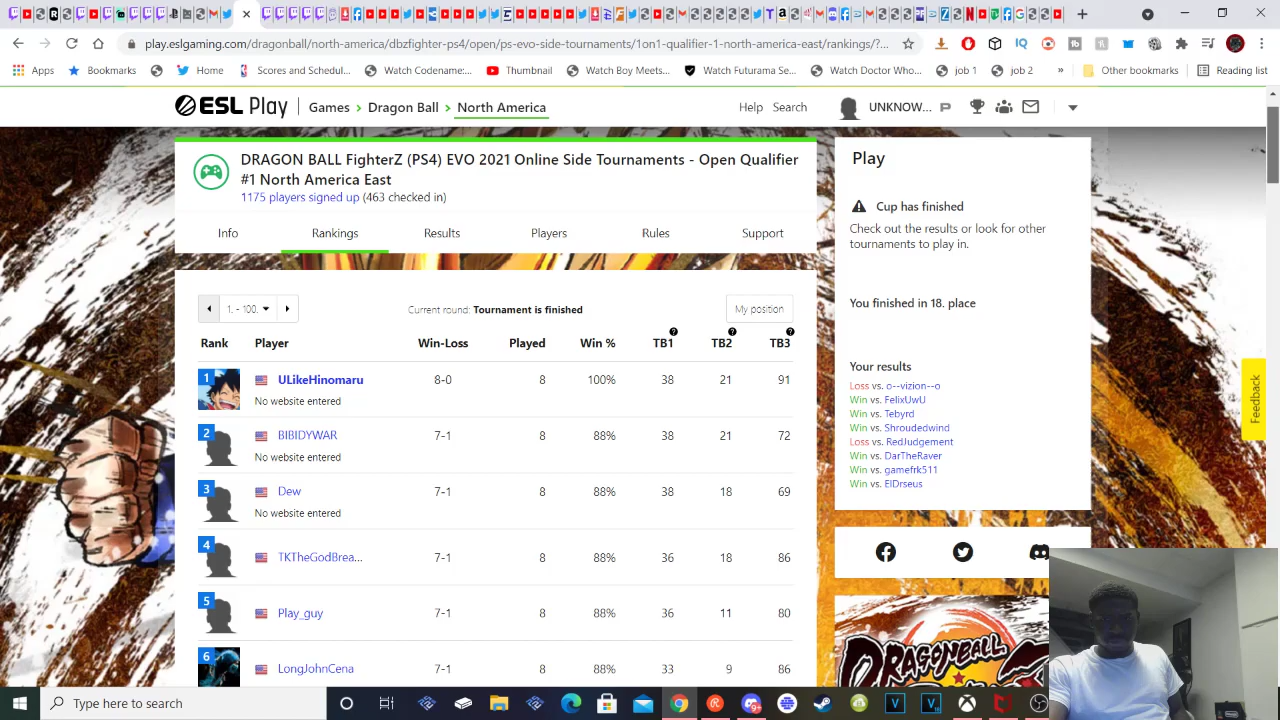 play.eslgaming.com/dragonball/north-america/dbzfighter-ps4/open/psevoside-tournaments/1on1-qualifier-1-north-america-east/rankings/?...
Apps Bookmarks Home Scores and Schedul... Watch Codename:... Thumbnail Watch Boy Meets... Watch Futurama Se... Watch Doctor Who... job 1 job 2 » Other bookmarks Reading list
ESL Play Games > Dragon Ball > North America Help Search UNKNOW...
DRAGON BALL FighterZ (PS4) EVO 2021 Online Side Tournaments - Open Qualifier
#1 North America East
1175 players signed up (463 checked in)
Info Rankings Results Players Rules Support
1. - 100. Current round: Tournament is finished My position
Rank Player Win-Loss Played Win % TB1 TB2 TB3
1 ULikeHinomaru 8-0 8 100% 38 21 91
No website entered
2 BIBIDYWAR 7-1 8 88% 38 21 72
No website entered
3 Dew 7-1 8 88% 38 18 69
No website entered
4 TKTheGodBrea... 7-1 8 88% 36 18 86
5 Play_guy 7-1 8 88% 36 11 80
6 LongJohnCena 7-1 8 88% 33 9 86
Play
Cup has finished
Check out the results or look for other
tournaments to play in.
You finished in 18. place
Your results
Loss vs. o--vizion--o
Win vs. FelixUwU
Win vs. Tebyrd
Win vs. Shroudedwind
Loss vs. RedJudgement
Win vs. DarTheRaver
Win vs. gamefrk511
Win vs. ElDrseus
Feedback
DRAGONBALL
Type here to search